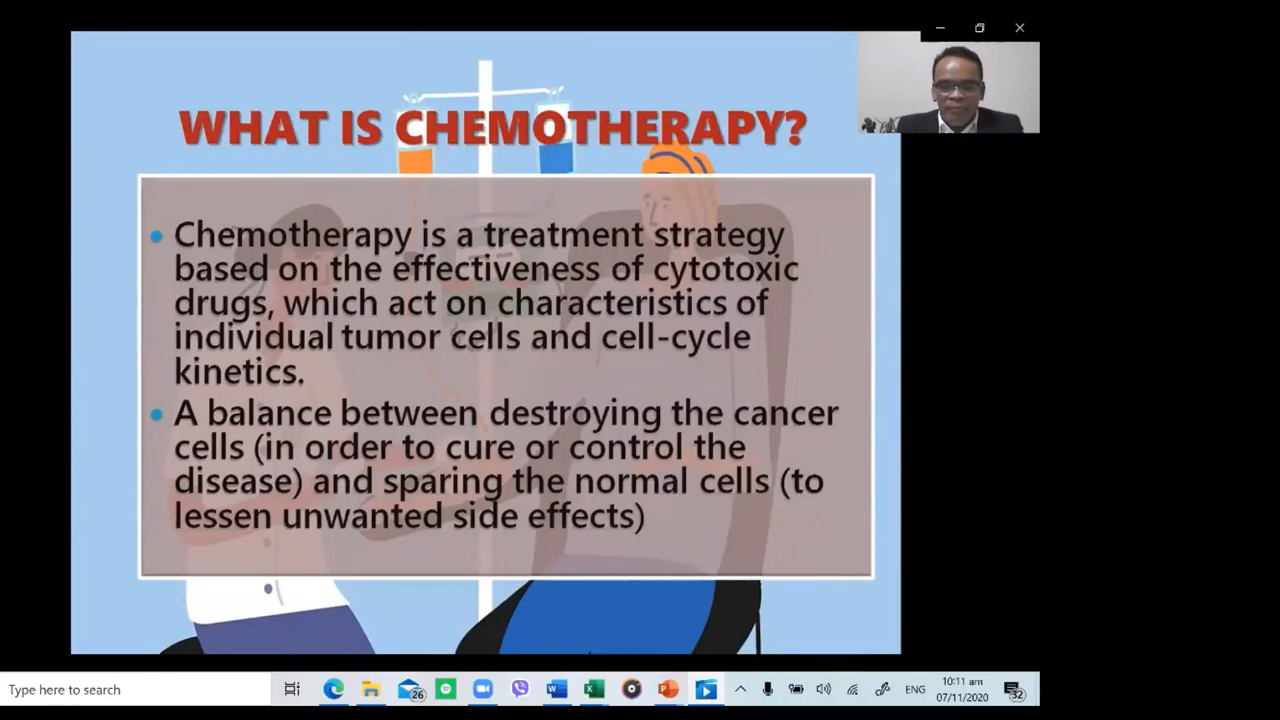 WHAT IS CHEMOTHERAPY?
• Chemotherapy is a treatment strategy
based on the effectiveness of cytotoxic
drugs, which act on characteristics of
individual tumor cells and cell-cycle
kinetics.
• A balance between destroying the cancer
cells (in order to cure or control the
disease) and sparing the normal cells (to
lessen unwanted side effects)
Type here to search
26
ENG
10:11 am
07/11/2020
32